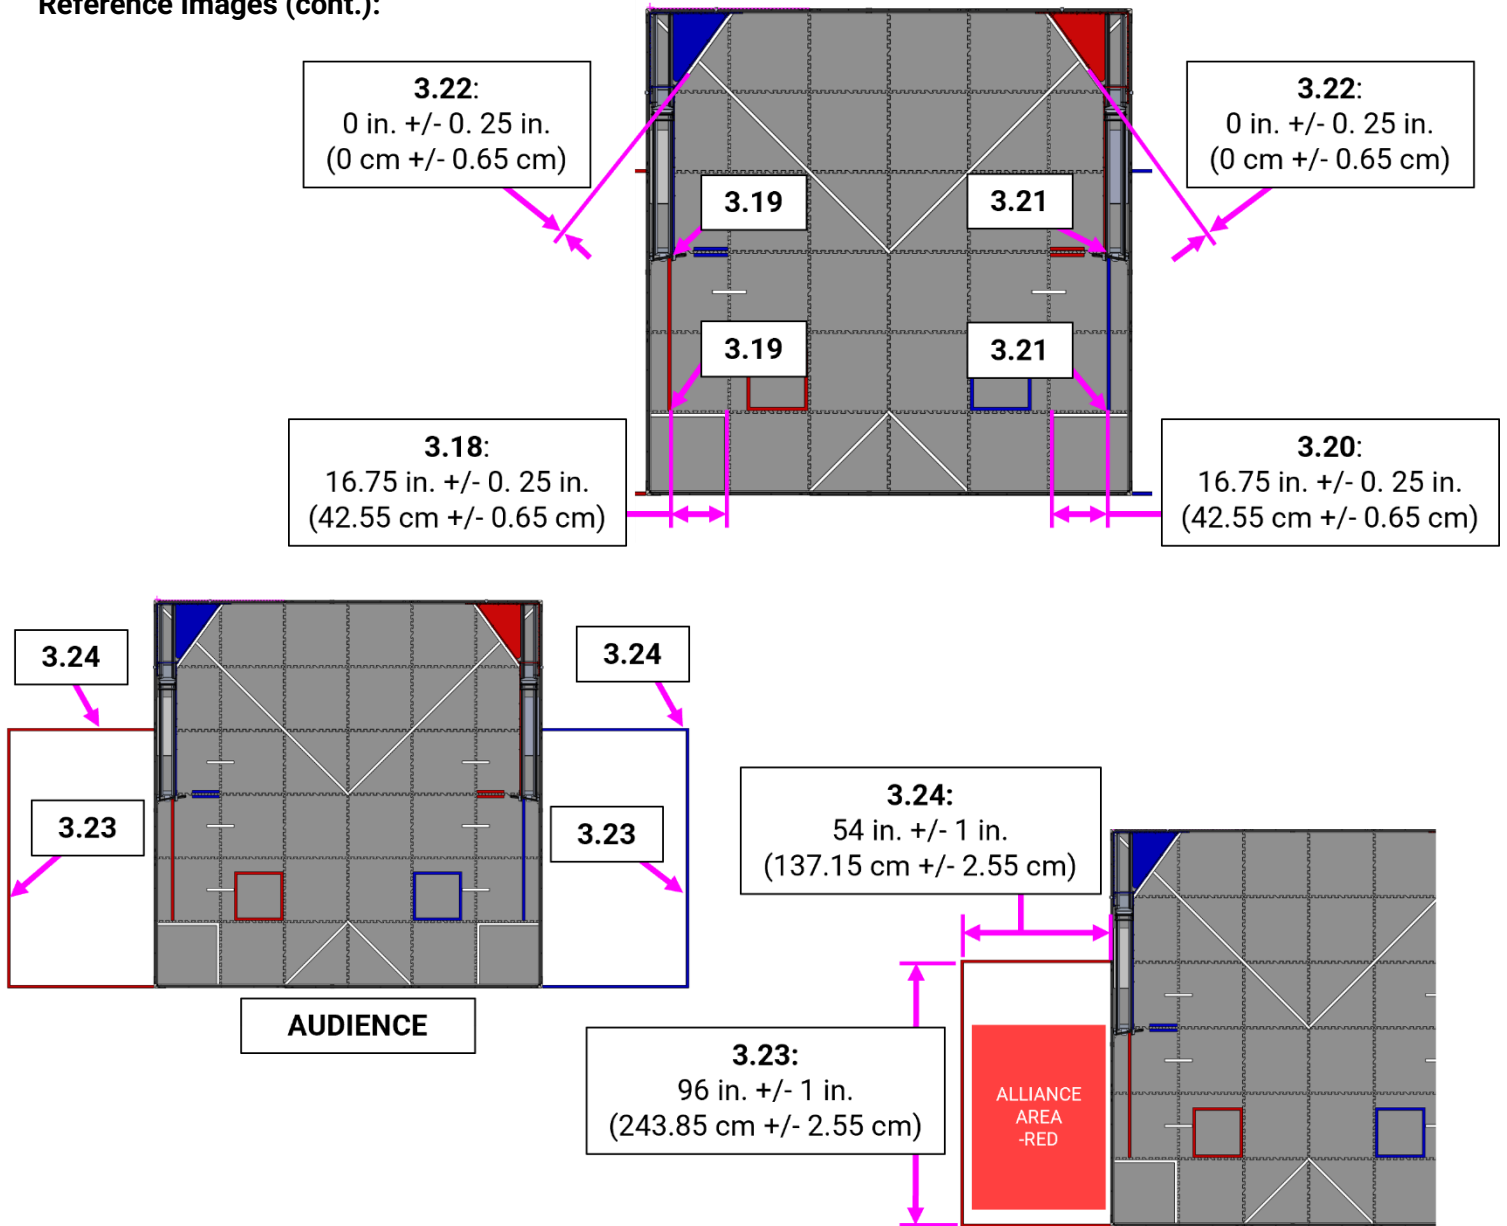 Reference Images (cont.):
3.22:
0 in. +/- 0. 25 in.
(0 cm +/- 0.65 cm)
3.22:
0 in. +/- 0. 25 in.
(0 cm +/- 0.65 cm)
3.19
3.21
3.19
3.21
3.18:
16.75 in. +/- 0. 25 in.
(42.55 cm +/- 0.65 cm)
3.20:
16.75 in. +/- 0. 25 in.
(42.55 cm +/- 0.65 cm)
3.24
3.24
3.23
3.23
AUDIENCE
3.24:
54 in. +/- 1 in.
(137.15 cm +/- 2.55 cm)
3.23:
96 in. +/- 1 in.
(243.85 cm +/- 2.55 cm)
ALLIANCE
AREA
-RED